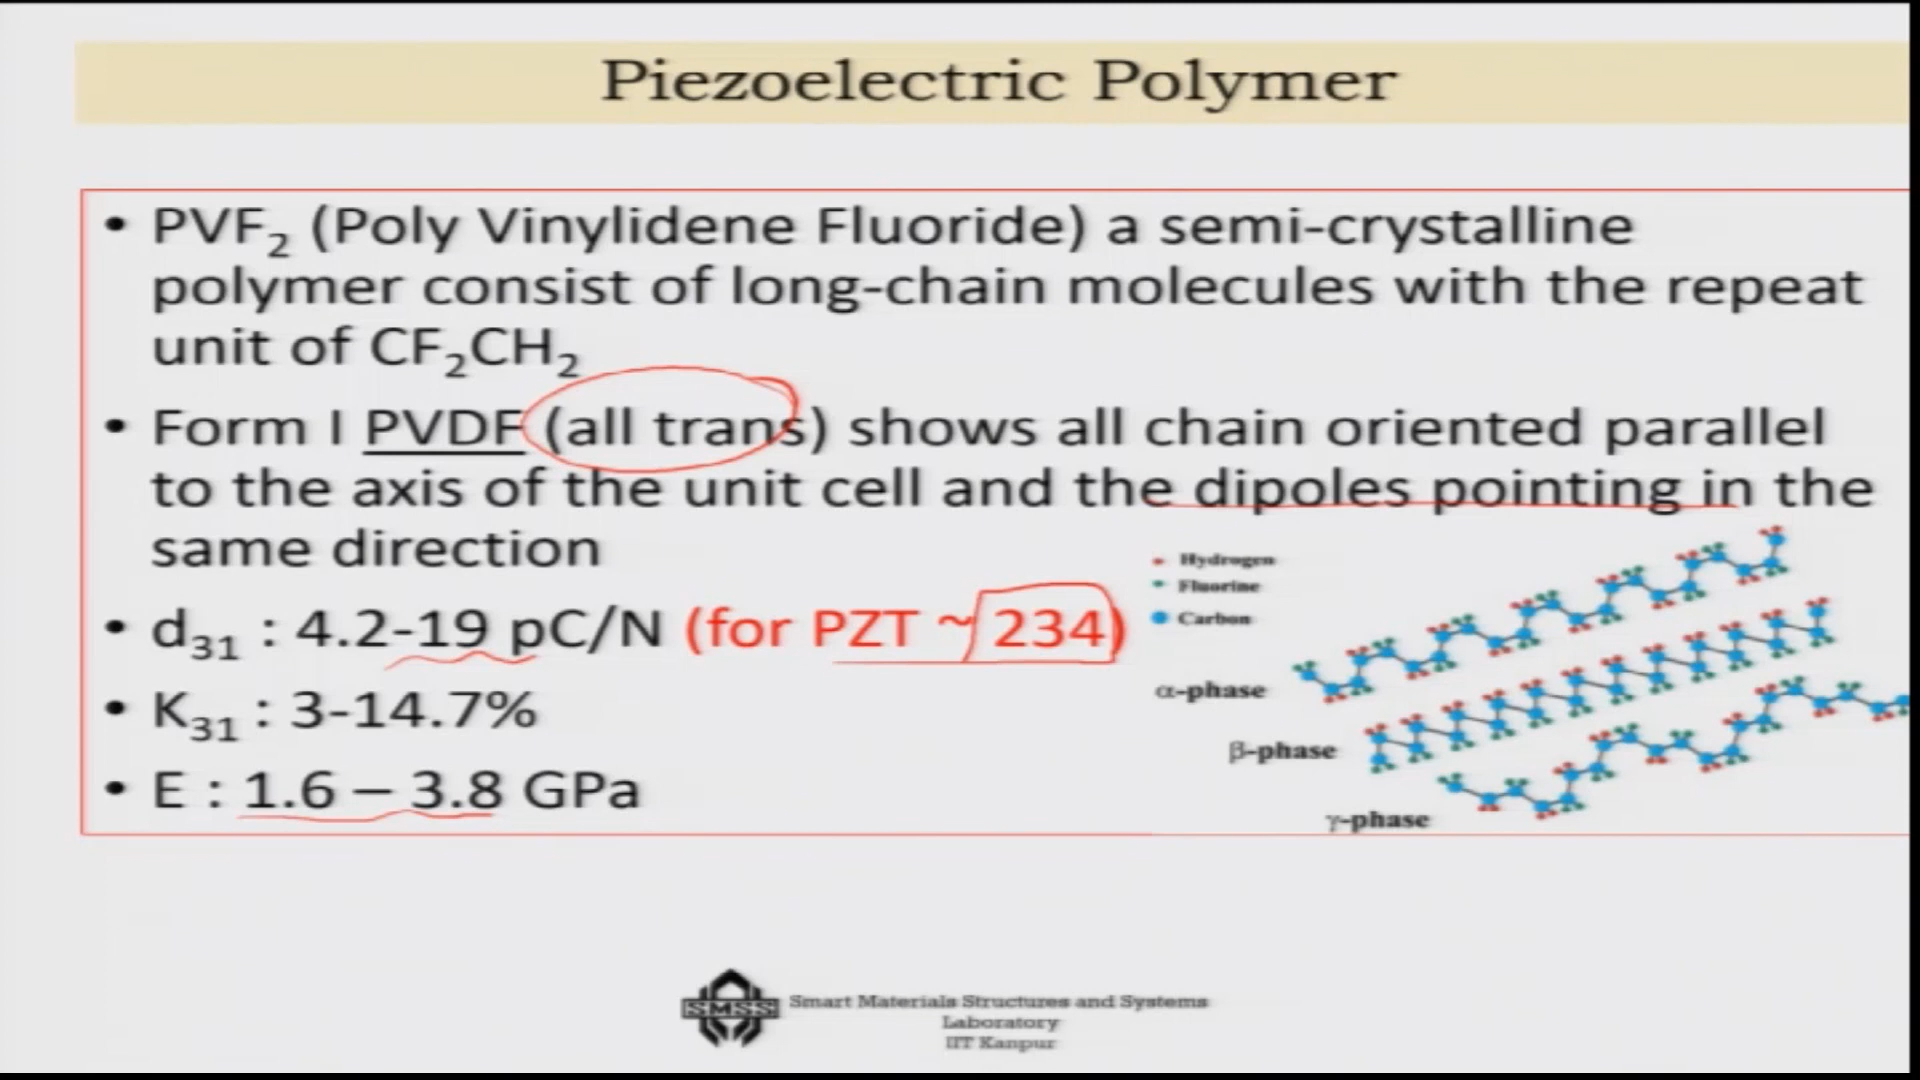 Piezoelectric Polymer
• PVF₂ (Poly Vinylidene Fluoride) a semi-crystalline
polymer consist of long-chain molecules with the repeat
unit of CF₂CH₂
• Form I PVDF (all trans) shows all chain oriented parallel
to the axis of the unit cell and the dipoles pointing in the
same direction
• d₃₁ : 4.2-19 pC/N (for PZT ~ 234)
• K₃₁ : 3-14.7%
• E : 1.6 – 3.8 GPa
Hydrogen
Fluorine
Carbon
α-phase
β-phase
γ-phase
SMSS
Smart Materials Structures and Systems
Laboratory
IIT Kanpur